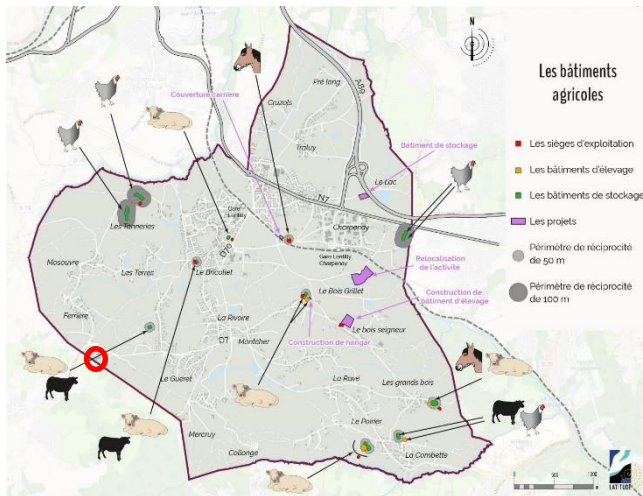 Les bâtiments
agricoles
Les sièges d'exploitation
Les bâtiments d'élevage
Les bâtiments de stockage
Les projets
Périmètre de réciprocité
de 50 m
Périmètre de réciprocité
de 100 m
Pré long
A89
Cruzols
Couverture carrière
Traluy
Bâtiment de stockage
Le Lac
N7
Gare
Lentilly
Charpenay
Les Tanneries
Gare Lentilly
Charpenay
Mosouvre
Relocalisation
de l'activité
Les Terres
Le Bricollet
Le Bois Grillet
Construction de
bâtiment d'élevage
Ferrière
La Rivoire
Montcher
Le bois seigneur
D7
Construction de hangar
Le Guéret
La Rave
Les grands bois
Mercruy
Le Poirier
Collonge
La Combette